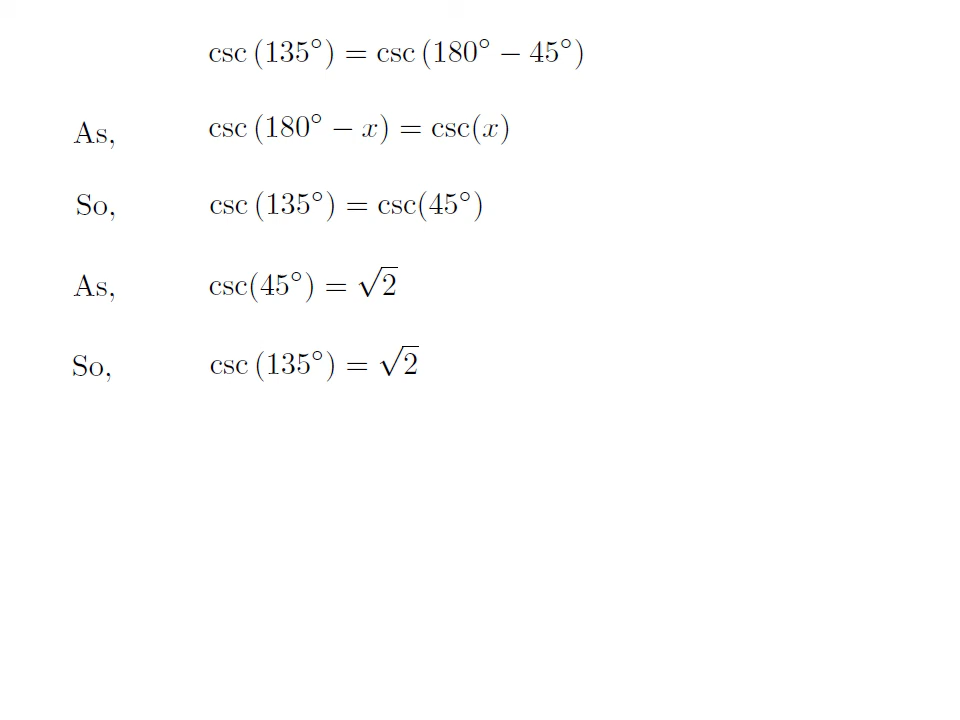 csc (135°) = csc (180° − 45°)
As, csc (180° − x) = csc(x)
So, csc (135°) = csc(45°)
As, csc(45°) = √2
So, csc (135°) = √2